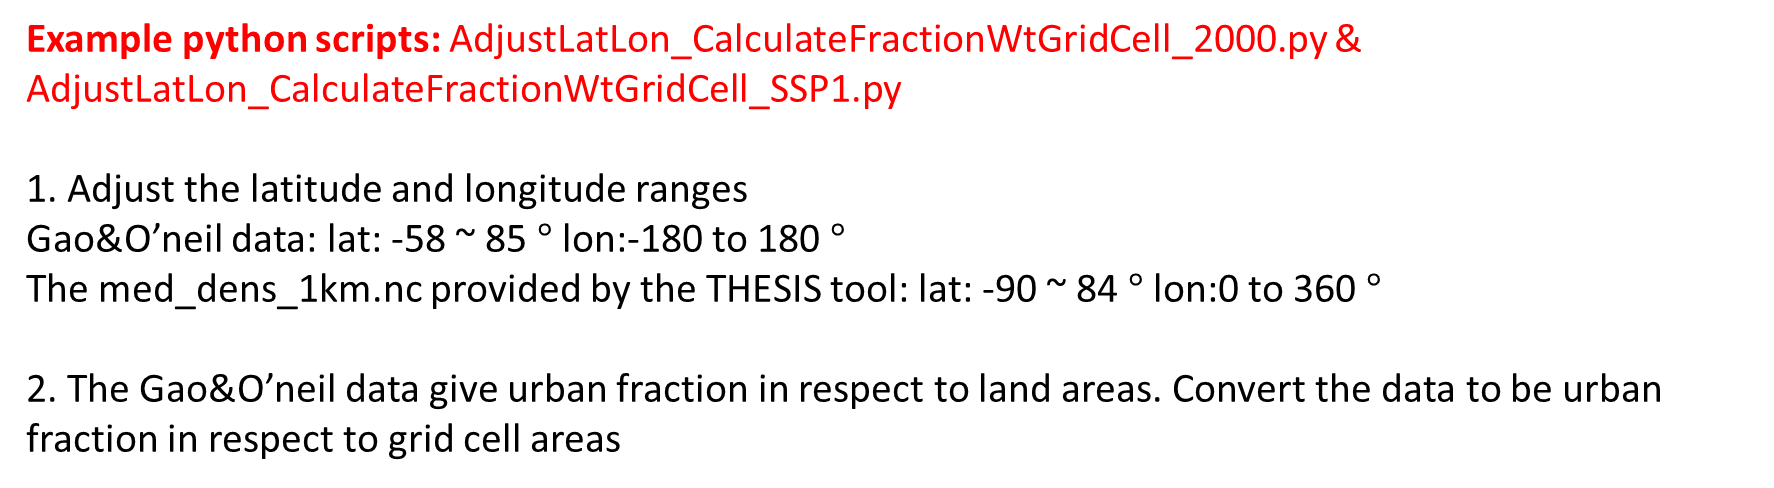 Example python scripts: AdjustLatLon_CalculateFractionWtGridCell_2000.py &
AdjustLatLon_CalculateFractionWtGridCell_SSP1.py
1. Adjust the latitude and longitude ranges
Gao&O’neil data: lat: -58 ~ 85 ° lon:-180 to 180 °
The med_dens_1km.nc provided by the THESIS tool: lat: -90 ~ 84 ° lon:0 to 360 °
2. The Gao&O’neil data give urban fraction in respect to land areas. Convert the data to be urban
fraction in respect to grid cell areas